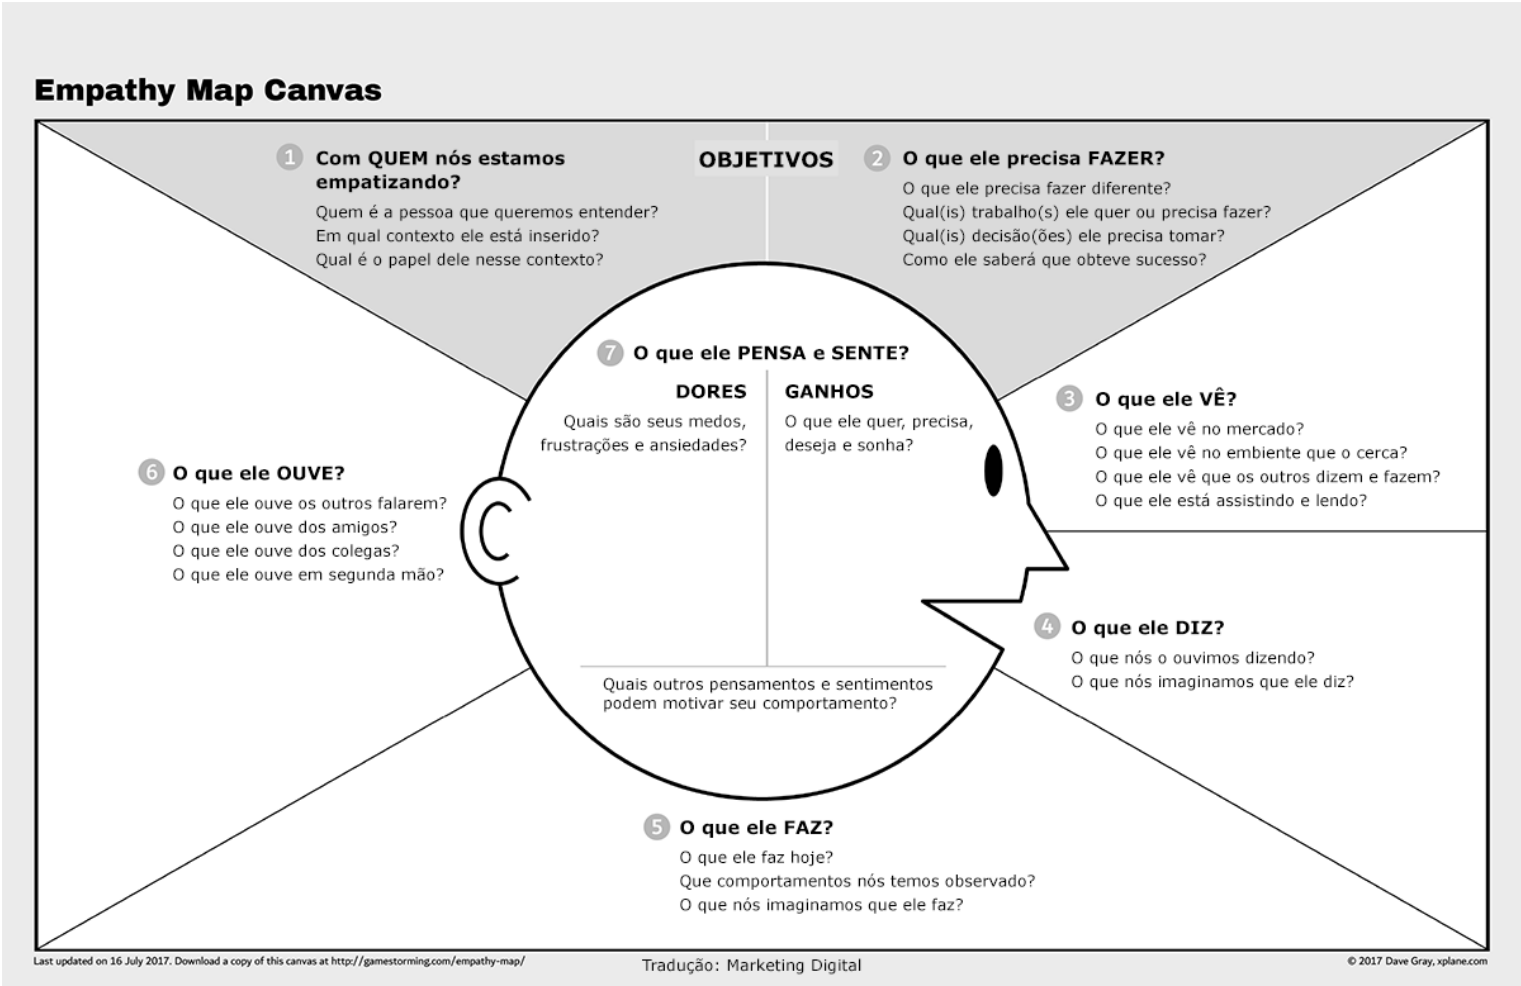 Empathy Map Canvas
1 Com QUEM nós estamos
empatizando?
Quem é a pessoa que queremos entender?
Em qual contexto ele está inserido?
Qual é o papel dele nesse contexto?
OBJETIVOS
2 O que ele precisa FAZER?
O que ele precisa fazer diferente?
Qual(is) trabalho(s) ele quer ou precisa fazer?
Qual(is) decisão(ões) ele precisa tomar?
Como ele saberá que obteve sucesso?
3 O que ele VÊ?
O que ele vê no mercado?
O que ele vê no embiente que o cerca?
O que ele vê que os outros dizem e fazem?
O que ele está assistindo e lendo?
4 O que ele DIZ?
O que nós o ouvimos dizendo?
O que nós imaginamos que ele diz?
5 O que ele FAZ?
O que ele faz hoje?
Que comportamentos nós temos observado?
O que nós imaginamos que ele faz?
6 O que ele OUVE?
O que ele ouve os outros falarem?
O que ele ouve dos amigos?
O que ele ouve dos colegas?
O que ele ouve em segunda mão?
7 O que ele PENSA e SENTE?
DORES
Quais são seus medos,
frustrações e ansiedades?
GANHOS
O que ele quer, precisa,
deseja e sonha?
Quais outros pensamentos e sentimentos
podem motivar seu comportamento?
Last updated on 16 July 2017. Download a copy of this canvas at http://gamestorming.com/empathy-map/
Tradução: Marketing Digital
© 2017 Dave Gray, xplane.com